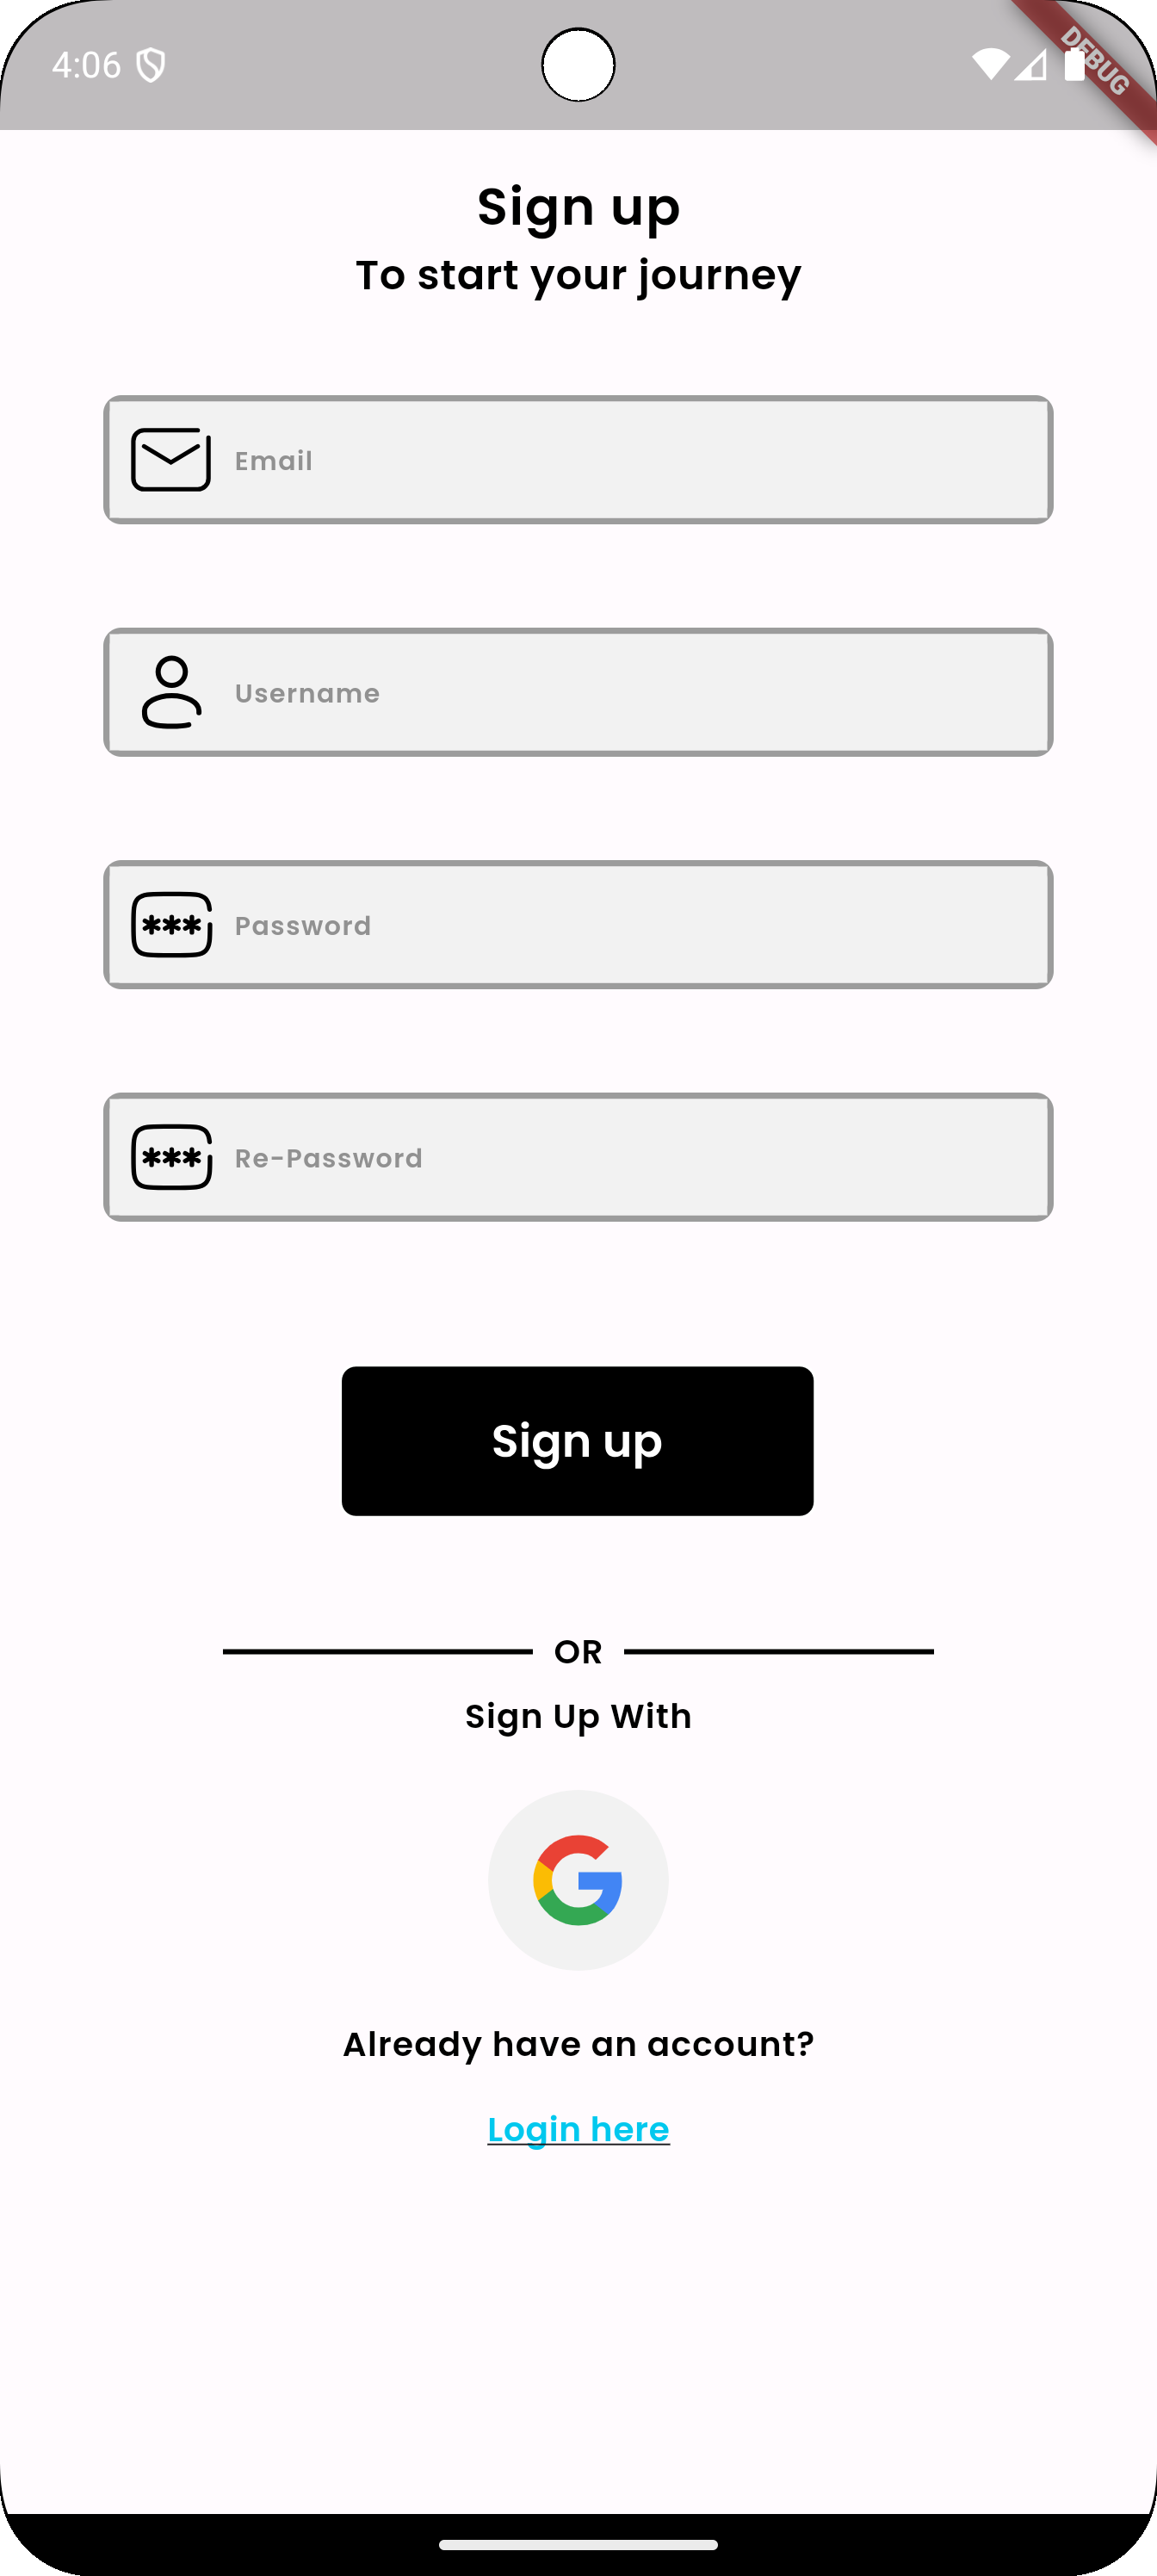 4:06
DEBUG
Sign up
To start your journey
Email
Username
*** Password
*** Re-Password
Sign up
OR
Sign Up With
G
Already have an account?
Login here